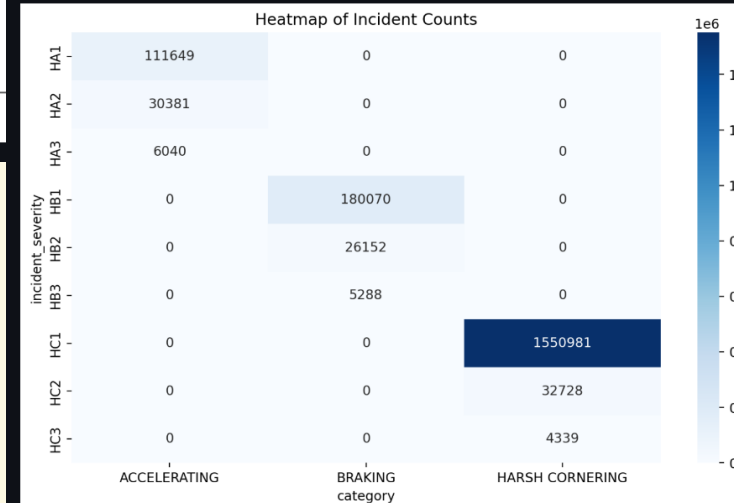 Heatmap of Incident Counts
1e6
HA1 111649 0 0
HA2 30381 0 0
HA3 6040 0 0
HB1 0 180070 0
HB2 0 26152 0
HB3 0 5288 0
HC1 0 0 1550981
HC2 0 0 32728
HC3 0 0 4339
incident_severity
ACCELERATING BRAKING HARSH CORNERING
category